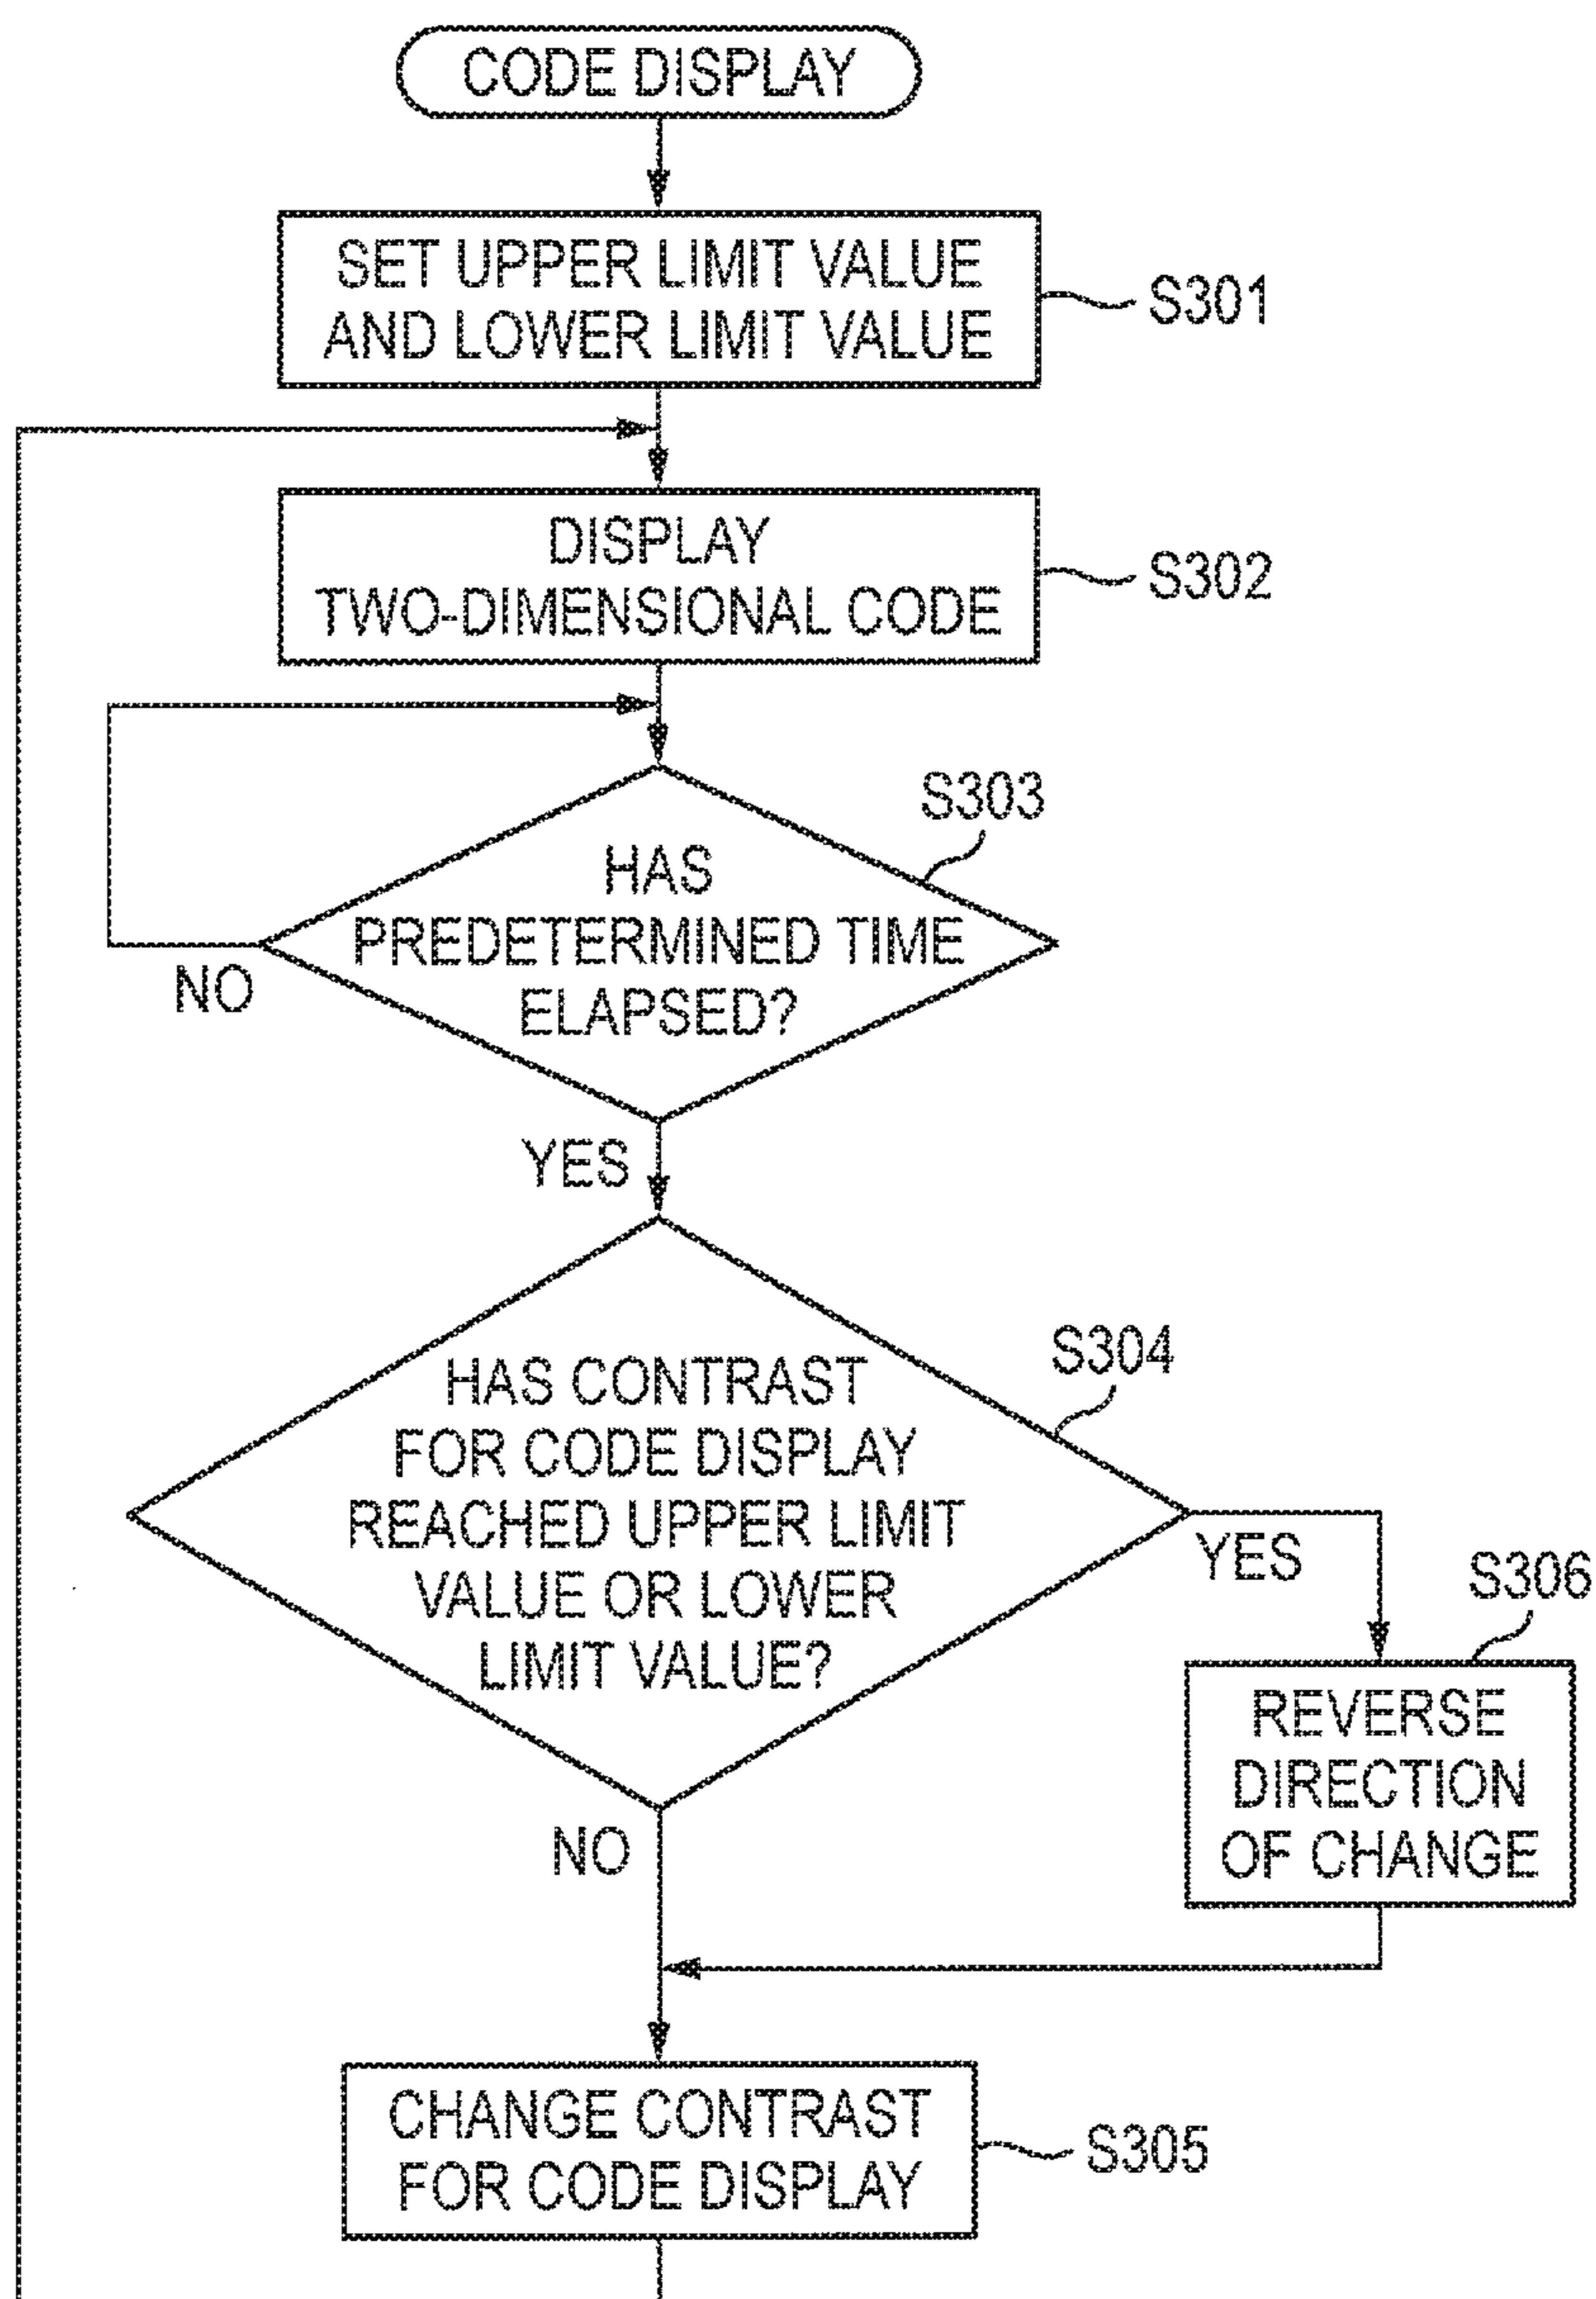 CODE DISPLAY
SET UPPER LIMIT VALUE
AND LOWER LIMIT VALUE
S301
DISPLAY
TWO-DIMENSIONAL CODE
S302
S303
HAS
PREDETERMINED TIME
ELAPSED?
NO
YES
S304
HAS CONTRAST
FOR CODE DISPLAY
REACHED UPPER LIMIT
VALUE OR LOWER
LIMIT VALUE?
YES
S306
REVERSE
DIRECTION
OF CHANGE
NO
CHANGE CONTRAST
FOR CODE DISPLAY
S305